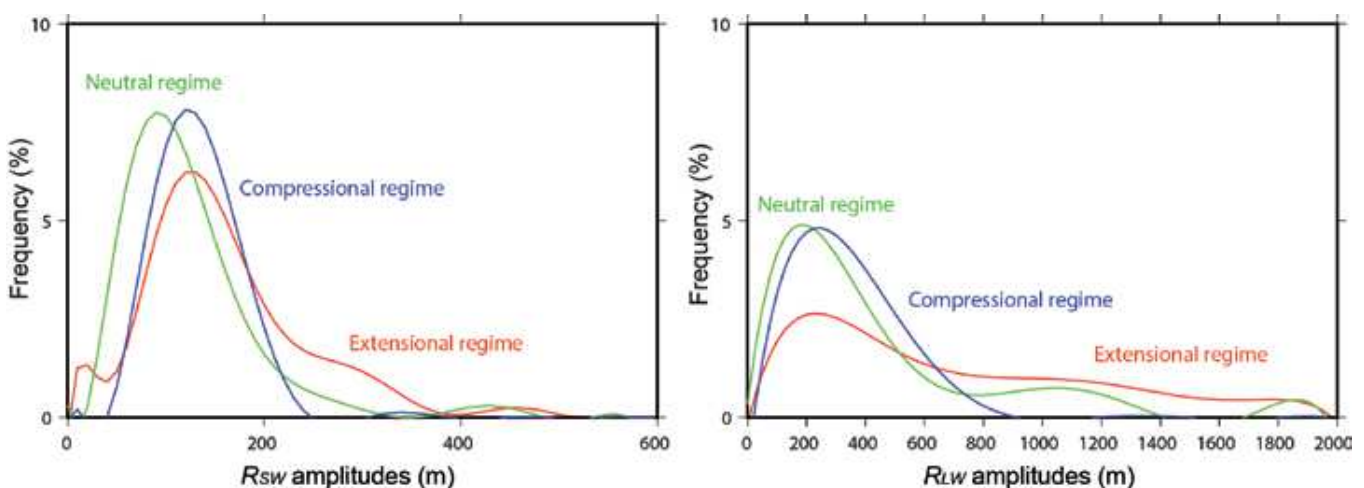 10
5
0
Frequency (%)
Neutral regime
Compressional regime
Extensional regime
0 200 400 600
RSW amplitudes (m)
10
5
0
Frequency (%)
Neutral regime
Compressional regime
Extensional regime
0 200 400 600 800 1000 1200 1400 1600 1800 2000
RLW amplitudes (m)